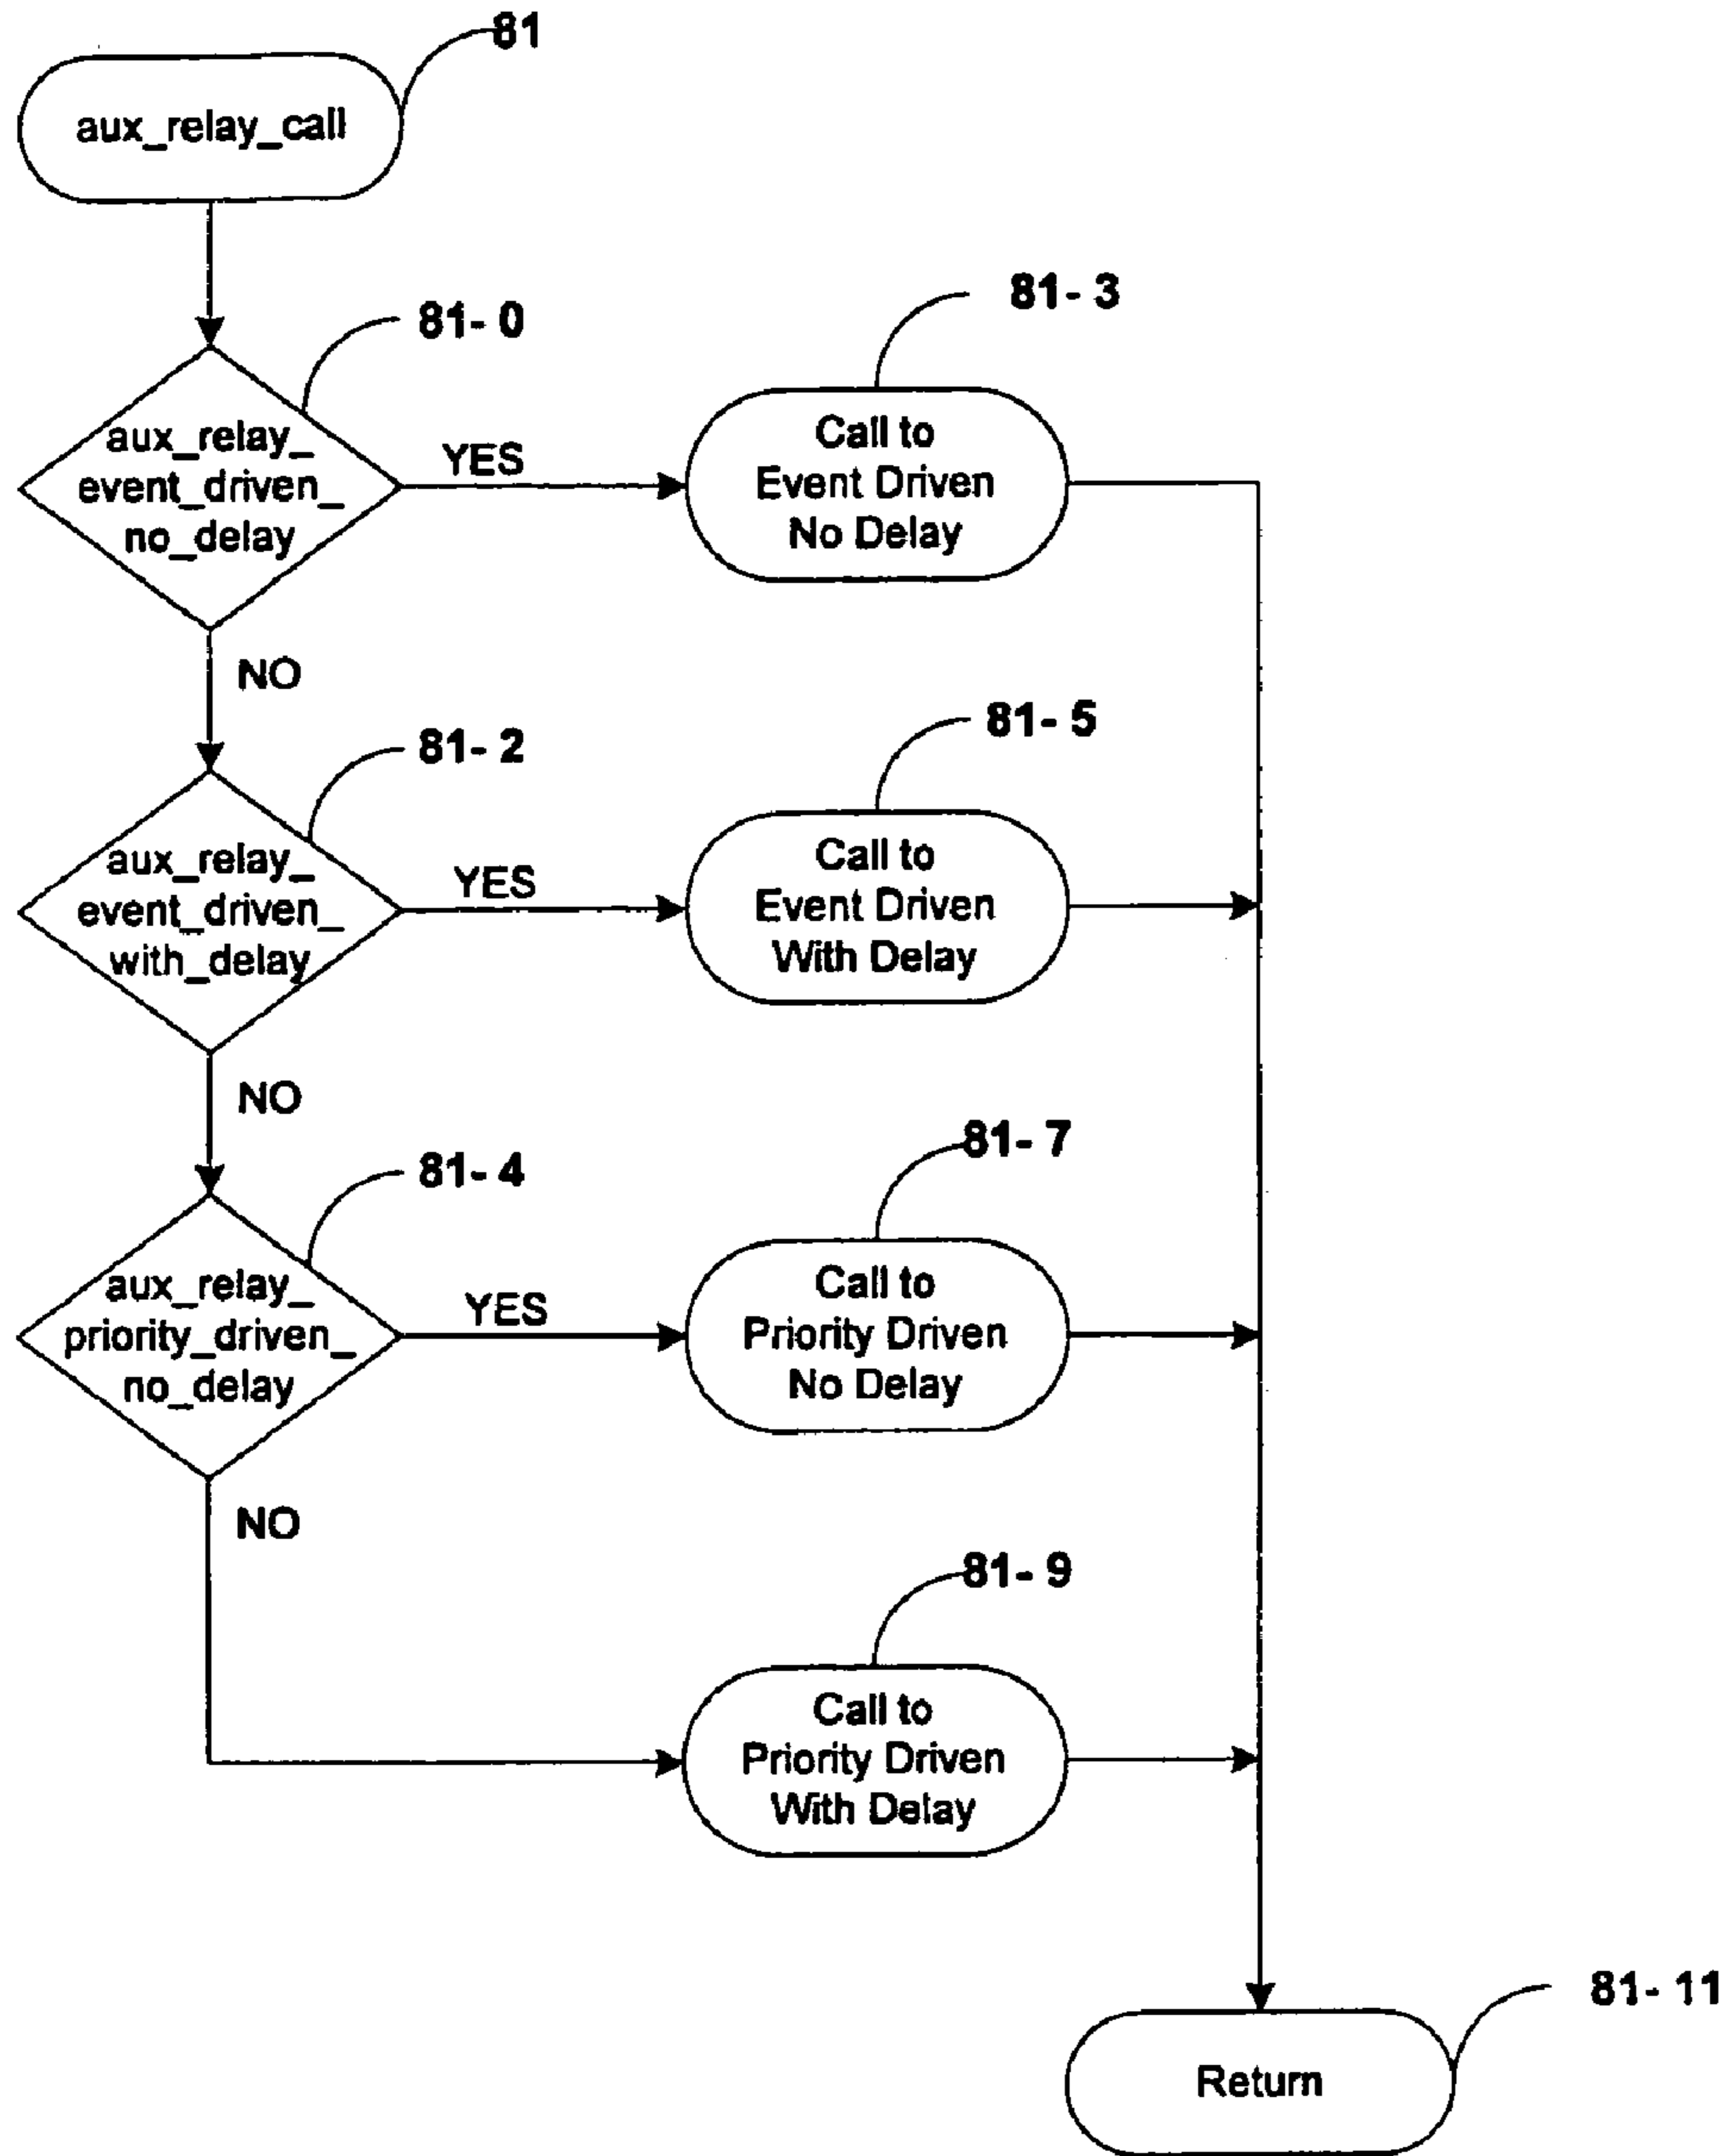 81
aux_relay_call
81- 3
81- 0
aux_relay_
event_driven_
no_delay
YES
Call to
Event Driven
No Delay
NO
81- 5
81- 2
aux_relay_
event_driven_
with_delay
YES
Call to
Event Driven
With Delay
NO
81- 7
81- 4
aux_relay_
priority_driven_
no_delay
YES
Call to
Priority Driven
No Delay
NO
81- 9
Call to
Priority Driven
With Delay
81- 11
Return